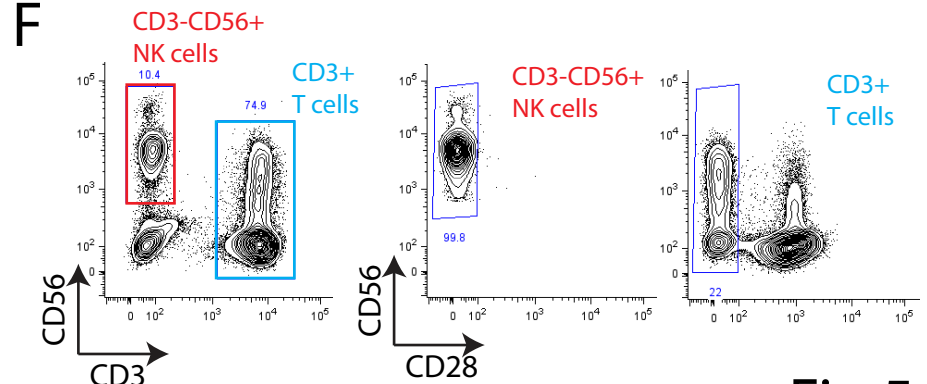 F
CD3-CD56+
NK cells
10.4
CD3+
T cells
74.9
10⁵
10⁴
10³
10²
0
0 10² 10³ 10⁴ 10⁵
CD56
CD3
CD3-CD56+
NK cells
99.8
10⁵
10⁴
10³
10²
0
0 10² 10³ 10⁴ 10⁵
CD56
CD28
CD3+
T cells
10⁵
10⁴
10³
10²
0
22
0 10² 10³ 10⁴ 10⁵